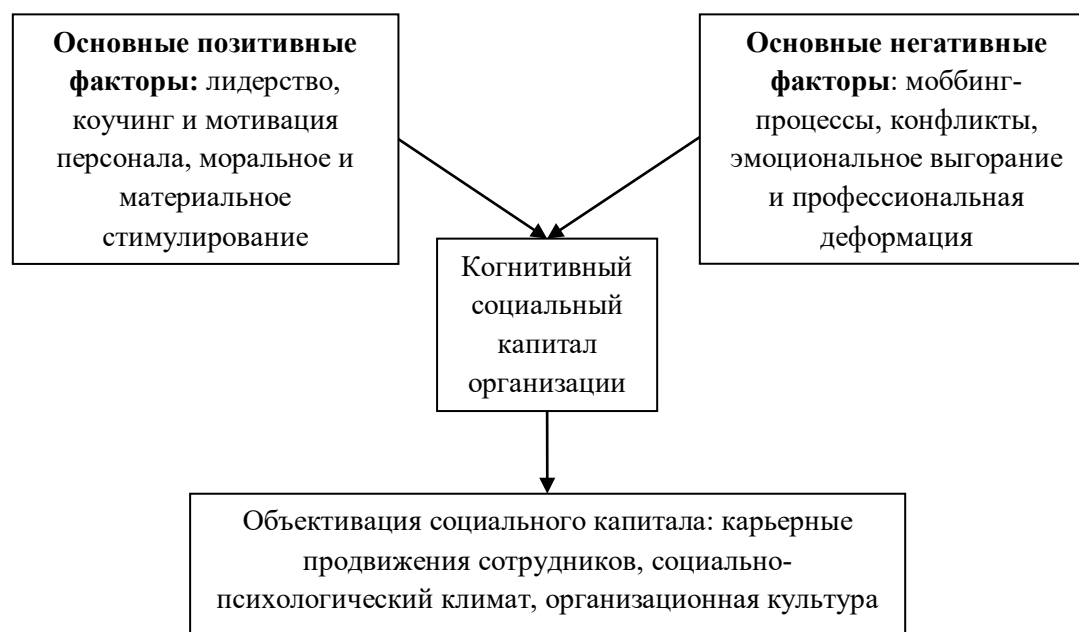 Основные позитивные
факторы: лидерство,
коучинг и мотивация
персонала, моральное и
материальное
стимулирование
Основные негативные
факторы: моббинг-
процессы, конфликты,
эмоциональное выгорание
и профессиональная
деформация
Когнитивный
социальный
капитал
организации
Объективация социального капитала: карьерные
продвижения сотрудников, социально-
психологический климат, организационная культура